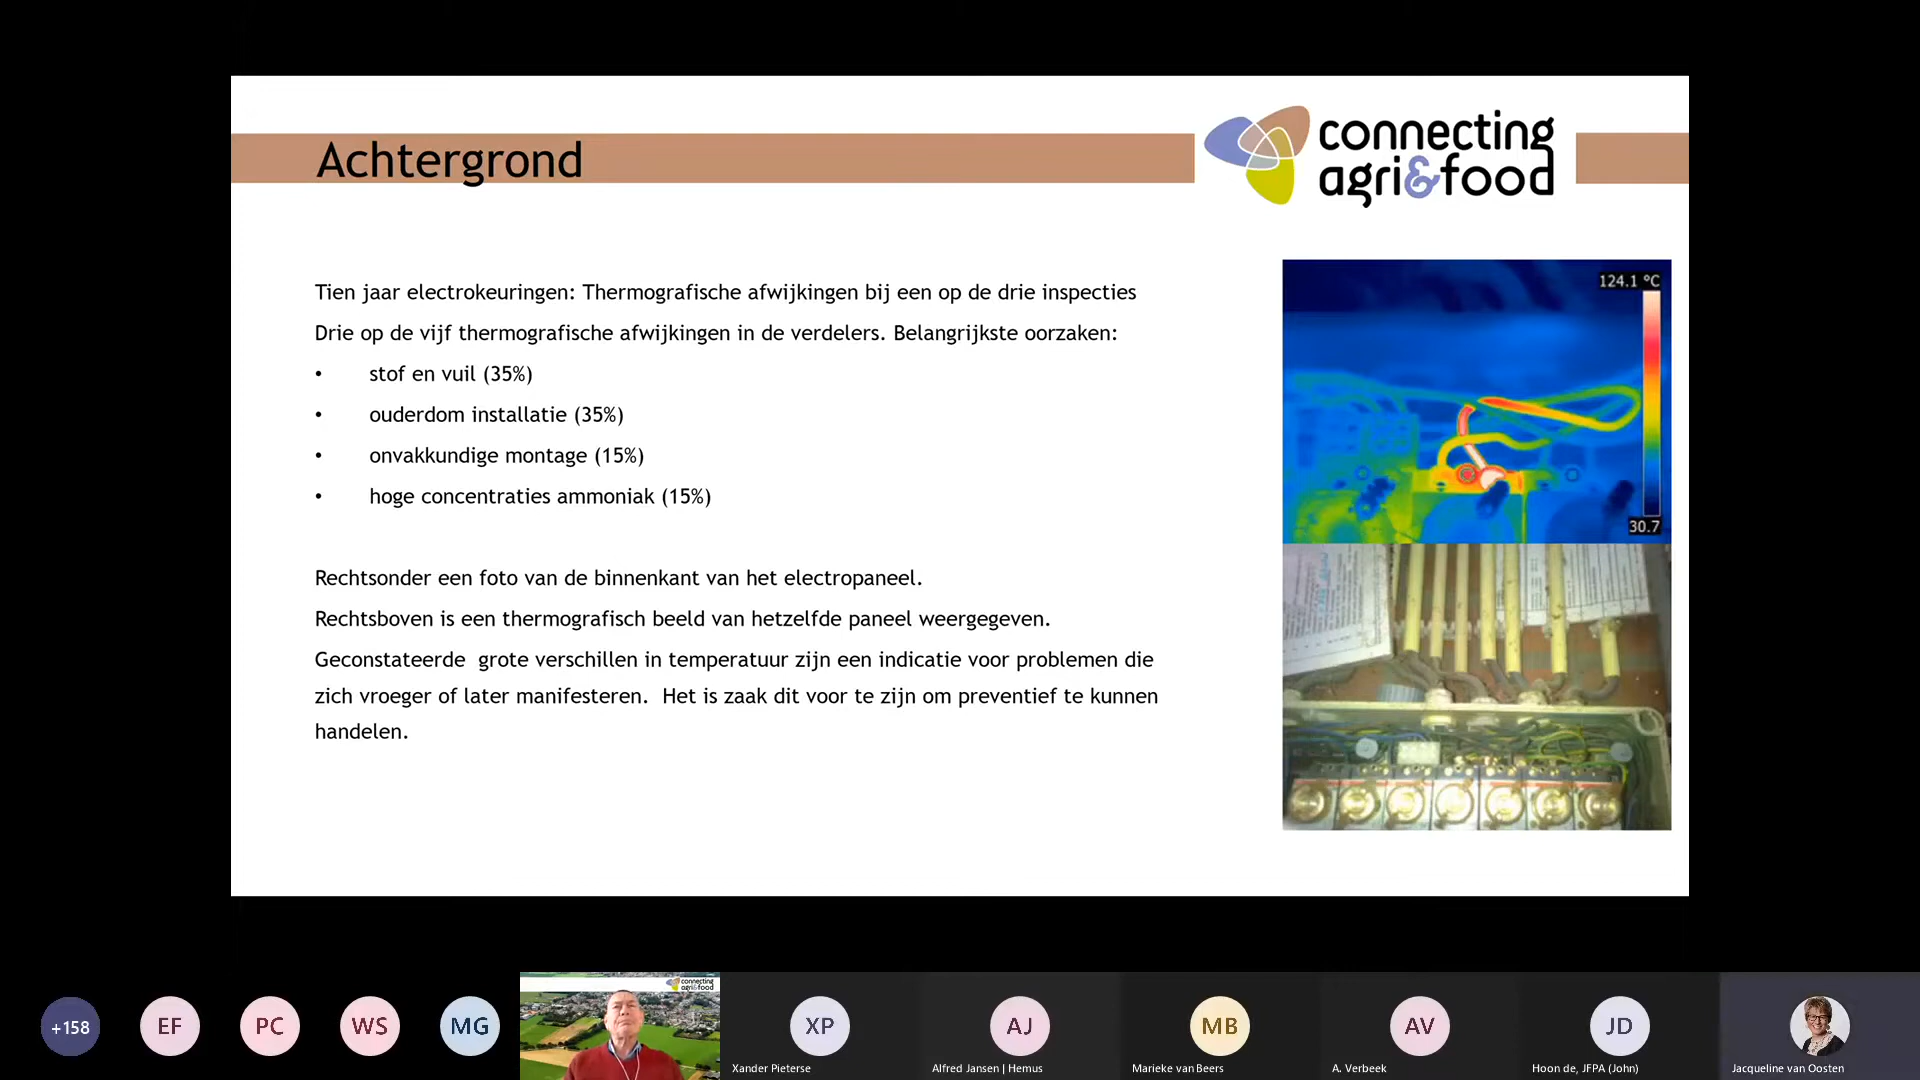 Achtergrond
connecting
agri&food
Tien jaar electrokeuringen: Thermografische afwijkingen bij een op de drie inspecties
Drie op de vijf thermografische afwijkingen in de verdelers. Belangrijkste oorzaken:
• stof en vuil (35%)
• ouderdom installatie (35%)
• onvakkundige montage (15%)
• hoge concentraties ammoniak (15%)
Rechtsonder een foto van de binnenkant van het electropaneel.
Rechtsboven is een thermografisch beeld van hetzelfde paneel weergegeven.
Geconstateerde  grote verschillen in temperatuur zijn een indicatie voor problemen die
zich vroeger of later manifesteren.  Het is zaak dit voor te zijn om preventief te kunnen
handelen.
124.1 °C
30.7
connecting
agri&food
+158
EF
PC
WS
MG
XP
AJ
MB
AV
JD
Xander Pieterse
Alfred Jansen | Hemus
Marieke van Beers
A. Verbeek
Hoon de, JFPA (John)
Jacqueline van Oosten